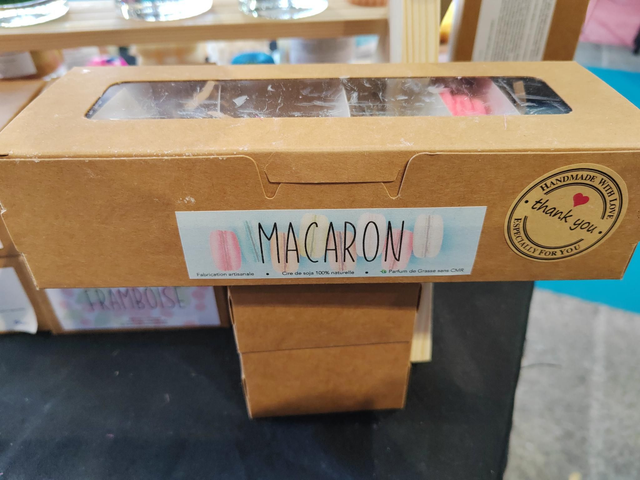 MACARON
Fabrication artisanale • Cire de soja 100% naturelle • Parfum de Grasse sans CMR
HANDMADE WITH LOVE
thank you
ESPECIALLY FOR YOU
FRAMBOISE